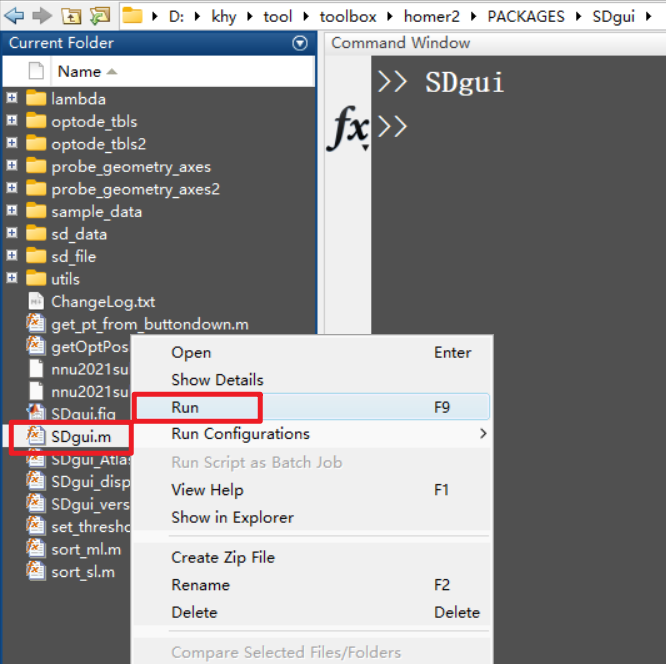 D: ▸ khy ▸ tool ▸ toolbox ▸ homer2 ▸ PACKAGES ▸ SDgui ▸
Current Folder
Name
lambda
optode_tbls
optode_tbls2
probe_geometry_axes
probe_geometry_axes2
sample_data
sd_data
sd_file
utils
ChangeLog.txt
get_pt_from_buttondown.m
getOptPos
nnu2021su
nnu2021su
SDgui.fig
SDgui.m
SDgui_Atlas
SDgui_disp
SDgui_vers
set_thresho
sort_ml.m
sort_sl.m
Command Window
>> SDgui
fx >>
Open Enter
Show Details
Run F9
Run Configurations
Run Script as Batch Job
View Help F1
Show in Explorer
Create Zip File
Rename F2
Delete Delete
Compare Selected Files/Folders